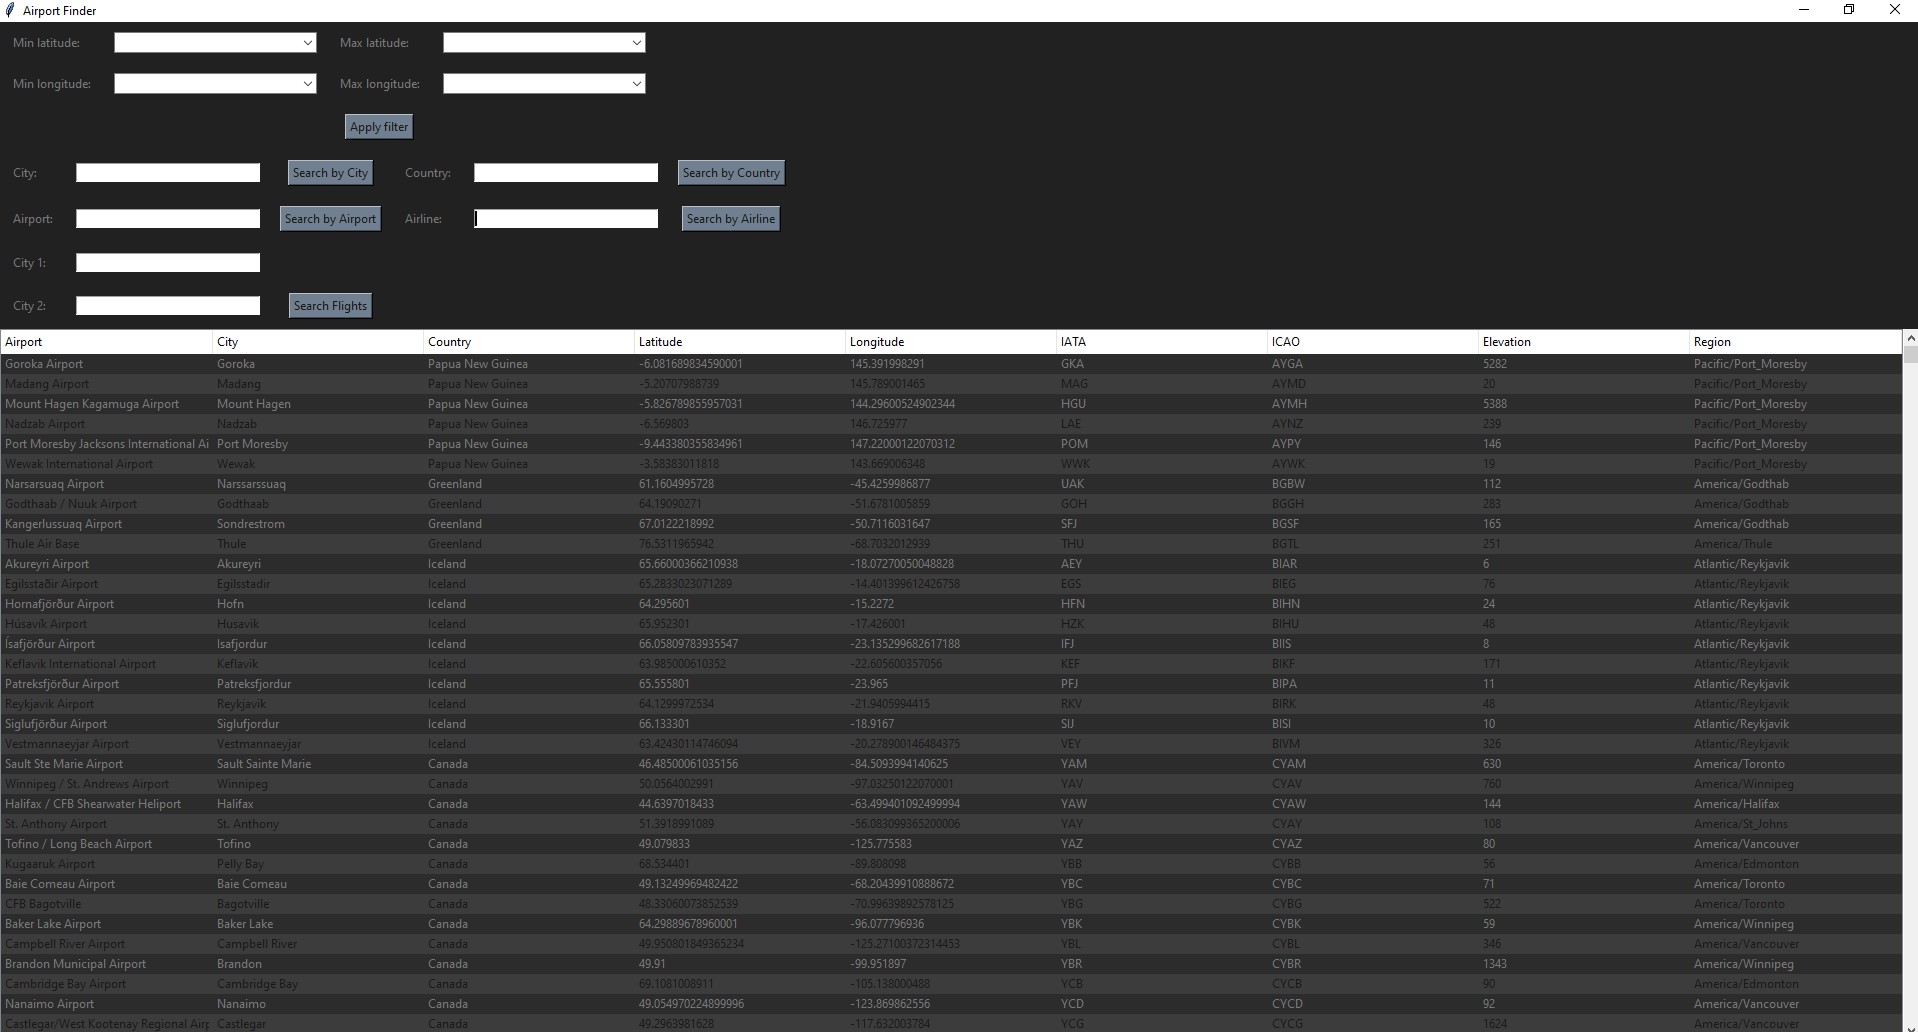 Airport Finder
Min latitude: Max latitude:
Min longitude: Max longitude:
Apply filter
City: Search by City Country: Search by Country
Airport: Search by Airport Airline: Search by Airline
City 1:
City 2: Search Flights
Airport City Country Latitude Longitude IATA ICAO Elevation Region
Goroka Airport Goroka Papua New Guinea -6.081689834590001 145.391998291 GKA AYGA 5282 Pacific/Port_Moresby
Madang Airport Madang Papua New Guinea -5.20707988739 145.789001465 MAG AYMD 20 Pacific/Port_Moresby
Mount Hagen Kagamuga Airport Mount Hagen Papua New Guinea -5.826789855957031 144.29600524902344 HGU AYMH 5388 Pacific/Port_Moresby
Nadzab Airport Nadzab Papua New Guinea -6.569803 146.725977 LAE AYNZ 239 Pacific/Port_Moresby
Port Moresby Jacksons International Ai Port Moresby Papua New Guinea -9.443380355834961 147.22000122070312 POM AYPY 146 Pacific/Port_Moresby
Wewak International Airport Wewak Papua New Guinea -3.58383011818 143.669006348 WWK AYWK 19 Pacific/Port_Moresby
Narsarsuaq Airport Narssarssuaq Greenland 61.1604995728 -45.4259986877 UAK BGBW 112 America/Godthab
Godthaab / Nuuk Airport Godthaab Greenland 64.19090271 -51.6781005859 GOH BGGH 283 America/Godthab
Kangerlussuaq Airport Sondrestrom Greenland 67.0122218992 -50.7116031647 SFJ BGSF 165 America/Godthab
Thule Air Base Thule Greenland 76.5311965942 -68.7032012939 THU BGTL 251 America/Thule
Akureyri Airport Akureyri Iceland 65.66000366210938 -18.07270050048828 AEY BIAR 6 Atlantic/Reykjavik
Egilsstaðir Airport Egilsstadir Iceland 65.2833023071289 -14.401399612426758 EGS BIEG 76 Atlantic/Reykjavik
Hornafjörður Airport Hofn Iceland 64.295601 -15.2272 HFN BIHN 24 Atlantic/Reykjavik
Húsavík Airport Husavik Iceland 65.952301 -17.426001 HZK BIHU 48 Atlantic/Reykjavik
Ísafjörður Airport Isafjordur Iceland 66.05809783935547 -23.135299682617188 IFJ BIIS 8 Atlantic/Reykjavik
Keflavik International Airport Keflavik Iceland 63.985000610352 -22.605600357056 KEF BIKF 171 Atlantic/Reykjavik
Patreksfjörður Airport Patreksfjordur Iceland 65.555801 -23.965 PFJ BIPA 11 Atlantic/Reykjavik
Reykjavik Airport Reykjavik Iceland 64.1299972534 -21.9405994415 RKV BIRK 48 Atlantic/Reykjavik
Siglufjörður Airport Siglufjordur Iceland 66.133301 -18.9167 SIJ BISI 10 Atlantic/Reykjavik
Vestmannaeyjar Airport Vestmannaeyjar Iceland 63.42430114746094 -20.278900146484375 VEY BIVM 326 Atlantic/Reykjavik
Sault Ste Marie Airport Sault Sainte Marie Canada 46.48500061035156 -84.5093994140625 YAM CYAM 630 America/Toronto
Winnipeg / St. Andrews Airport Winnipeg Canada 50.0564002991 -97.03250122070001 YAV CYAV 760 America/Winnipeg
Halifax / CFB Shearwater Heliport Halifax Canada 44.6397018433 -63.499401092499994 YAW CYAW 144 America/Halifax
St. Anthony Airport St. Anthony Canada 51.3918991089 -56.083099365200006 YAY CYAY 108 America/St_Johns
Tofino / Long Beach Airport Tofino Canada 49.079833 -125.775583 YAZ CYAZ 80 America/Vancouver
Kugaaruk Airport Pelly Bay Canada 68.534401 -89.808098 YBB CYBB 56 America/Edmonton
Baie Comeau Airport Baie Comeau Canada 49.13249969482422 -68.20439910888672 YBC CYBC 71 America/Toronto
CFB Bagotville Bagotville Canada 48.33060073852539 -70.99639892578125 YBG CYBG 522 America/Toronto
Baker Lake Airport Baker Lake Canada 64.29889678960001 -96.077796936 YBK CYBK 59 America/Winnipeg
Campbell River Airport Campbell River Canada 49.950801849365234 -125.27100372314453 YBL CYBL 346 America/Vancouver
Brandon Municipal Airport Brandon Canada 49.91 -99.951897 YBR CYBR 1343 America/Winnipeg
Cambridge Bay Airport Cambridge Bay Canada 69.1081008911 -105.138000488 YCB CYCB 90 America/Edmonton
Nanaimo Airport Nanaimo Canada 49.054970224899996 -123.869862556 YCD CYCD 92 America/Vancouver
Castlegar/West Kootenay Regional Airp Castlegar Canada 49.2963981628 -117.632003784 YCG CYCG 1624 America/Vancouver